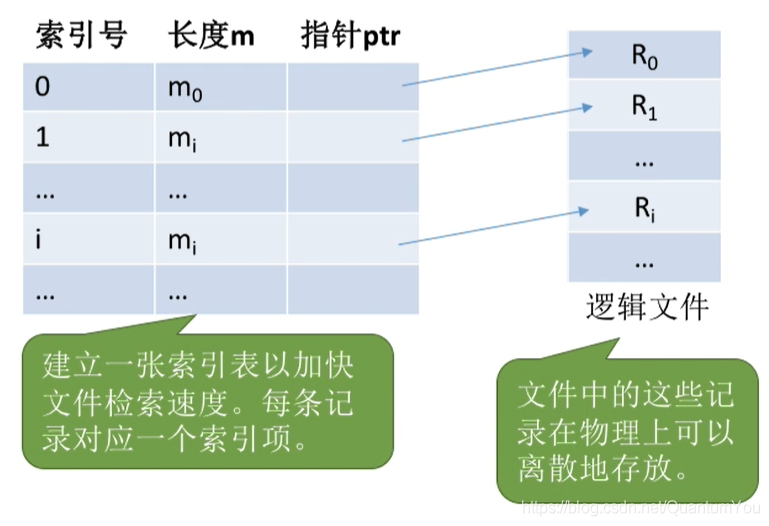 索引号 长度m 指针ptr
0 m0
1 mi
... ...
i mi
... ...
R0
R1
...
Ri
...
逻辑文件
建立一张索引表以加快
文件检索速度。每条记
录对应一个索引项。
文件中的这些记
录在物理上可以
离散地存放。
https://blog.csdn.net/QuantumYou